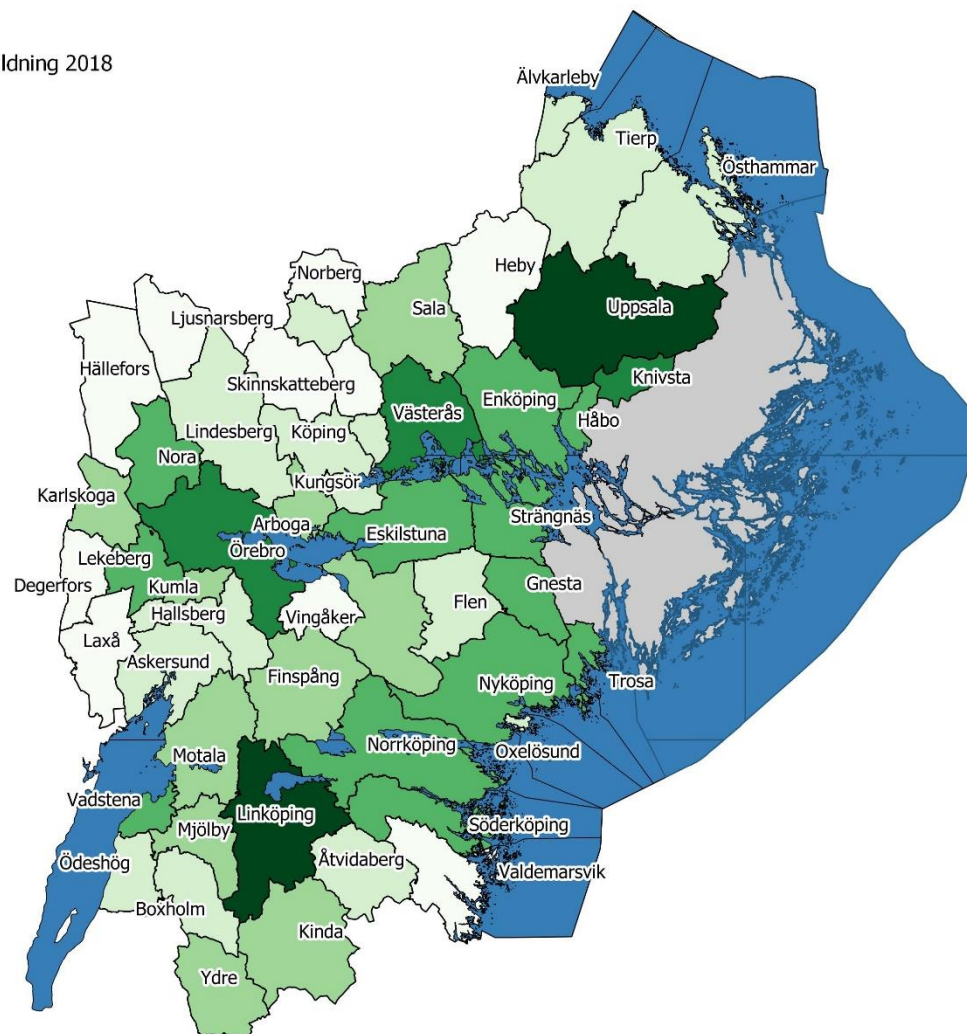 ldning 2018
Älvkarleby
Tierp
Östhammar
Heby
Norberg
Sala
Uppsala
Ljusnarsberg
Hällefors
Skinnskatteberg
Knivsta
Västerås
Enköping
Håbo
Lindesberg
Köping
Nora
Kungsör
Karlskoga
Arboga
Strängnäs
Eskilstuna
Örebro
Lekeberg
Degerfors
Kumla
Gnesta
Hallsberg
Flen
Vingåker
Laxå
Askersund
Finspång
Nyköping
Trosa
Norrköping
Oxelösund
Motala
Vadstena
Linköping
Mjölby
Söderköping
Ödeshög
Åtvidaberg
Valdemarsvik
Boxholm
Kinda
Ydre